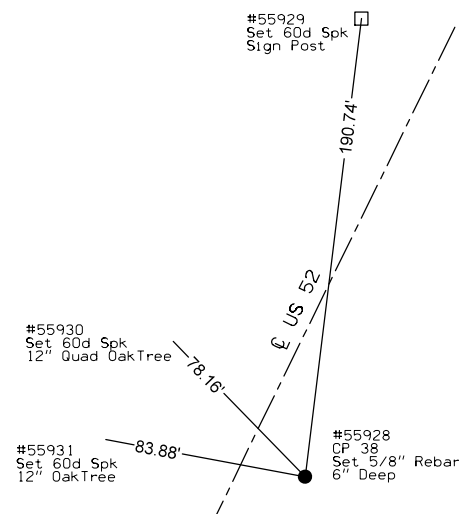 #55929
Set 60d Spk
Sign Post
190.74'
℄ US 52
#55930
Set 60d Spk
12" Quad OakTree
78.16'
#55931
Set 60d Spk
12" OakTree
83.88'
#55928
CP 38
Set 5/8" Rebar
6" Deep